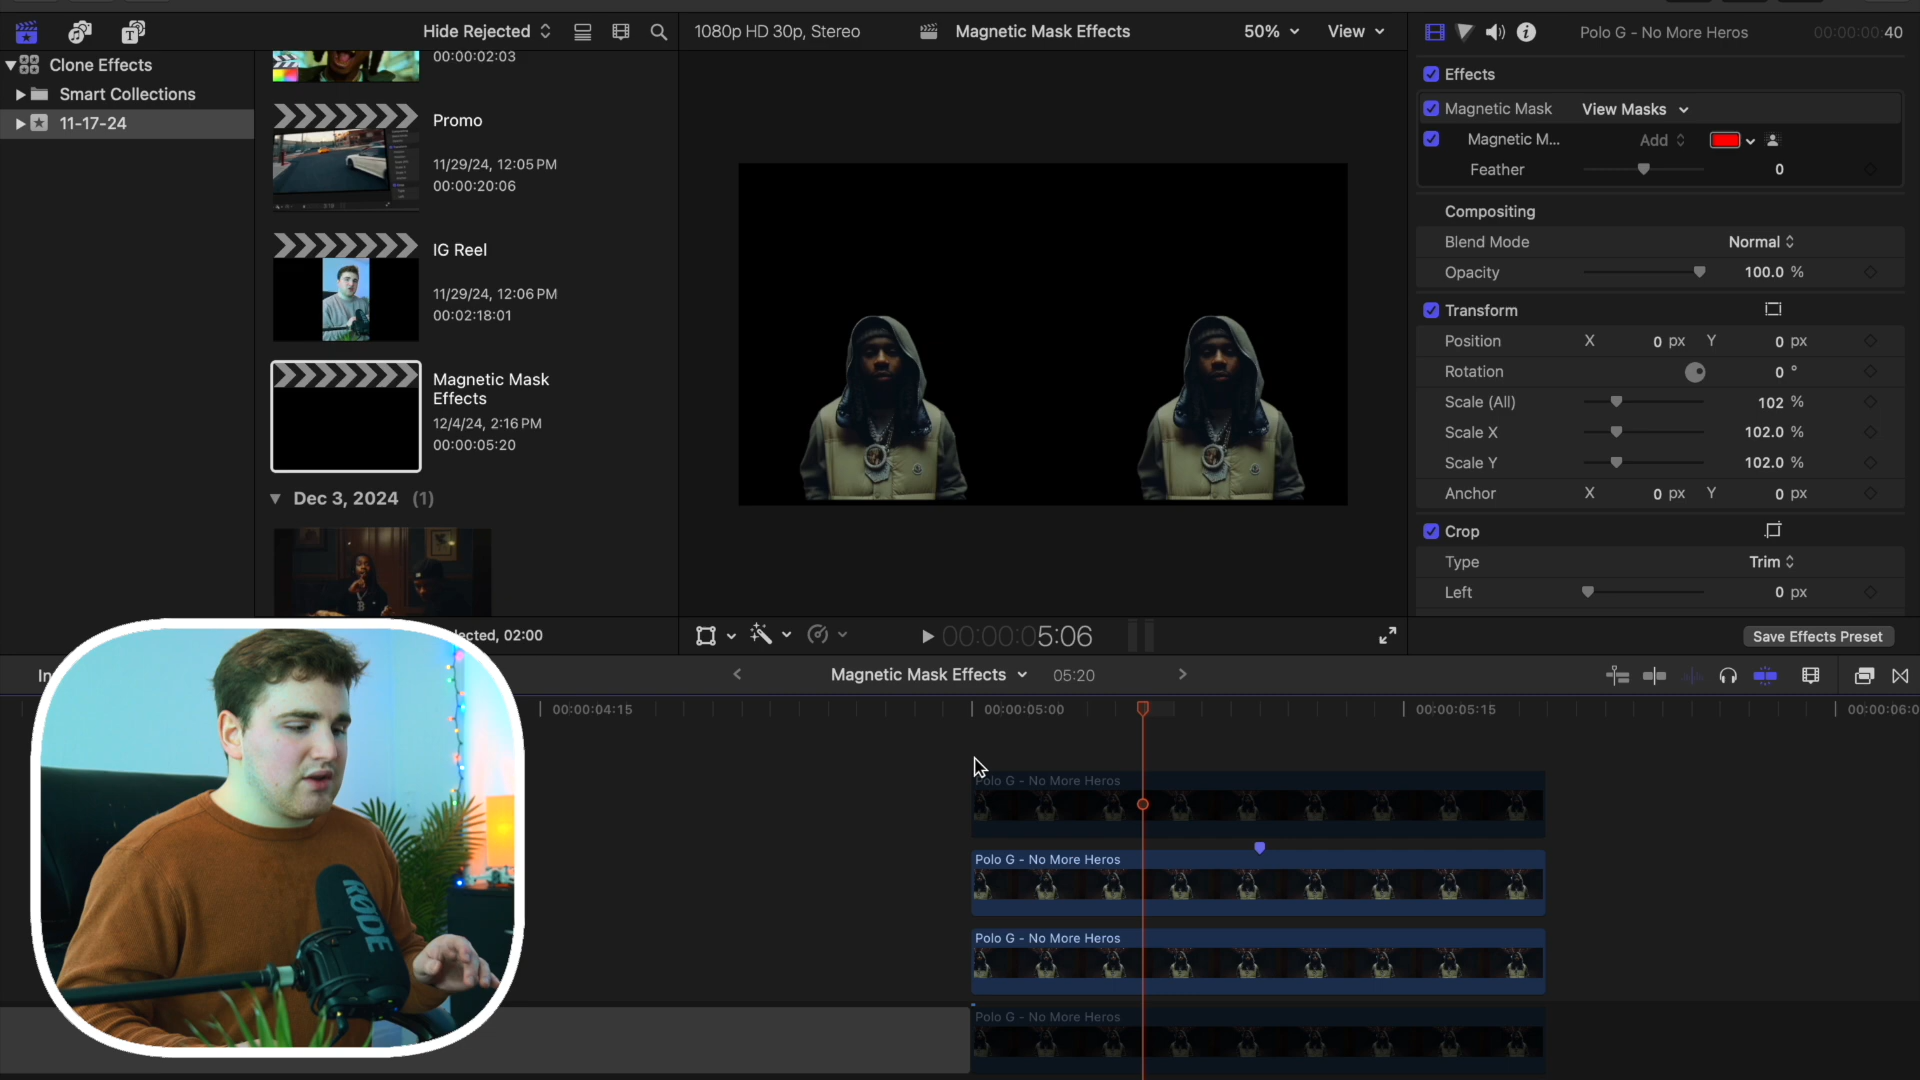 Hide Rejected
1080p HD 30p, Stereo
Magnetic Mask Effects
50%
View
Polo G - No More Heros
00:00:00:40
Clone Effects
Smart Collections
11-17-24
00:00:02:03
Promo
11/29/24, 12:05 PM
00:00:20:06
IG Reel
11/29/24, 12:06 PM
00:02:18:01
Magnetic Mask
Effects
12/4/24, 2:16 PM
00:00:05:20
Dec 3, 2024 (1)
ected, 02:00
Effects
Magnetic Mask
View Masks
Magnetic M...
Add
Feather
0
Compositing
Blend Mode
Normal
Opacity
100.0 %
Transform
Position
X 0 px Y 0 px
Rotation
0 °
Scale (All)
102 %
Scale X
102.0 %
Scale Y
102.0 %
Anchor
X 0 px Y 0 px
Crop
Type
Trim
Left
0 px
00:00:05:06
Save Effects Preset
In
Magnetic Mask Effects
05:20
00:00:04:15
00:00:05:00
00:00:05:15
00:00:06:0
Polo G - No More Heros
Polo G - No More Heros
Polo G - No More Heros
Polo G - No More Heros
RØDE